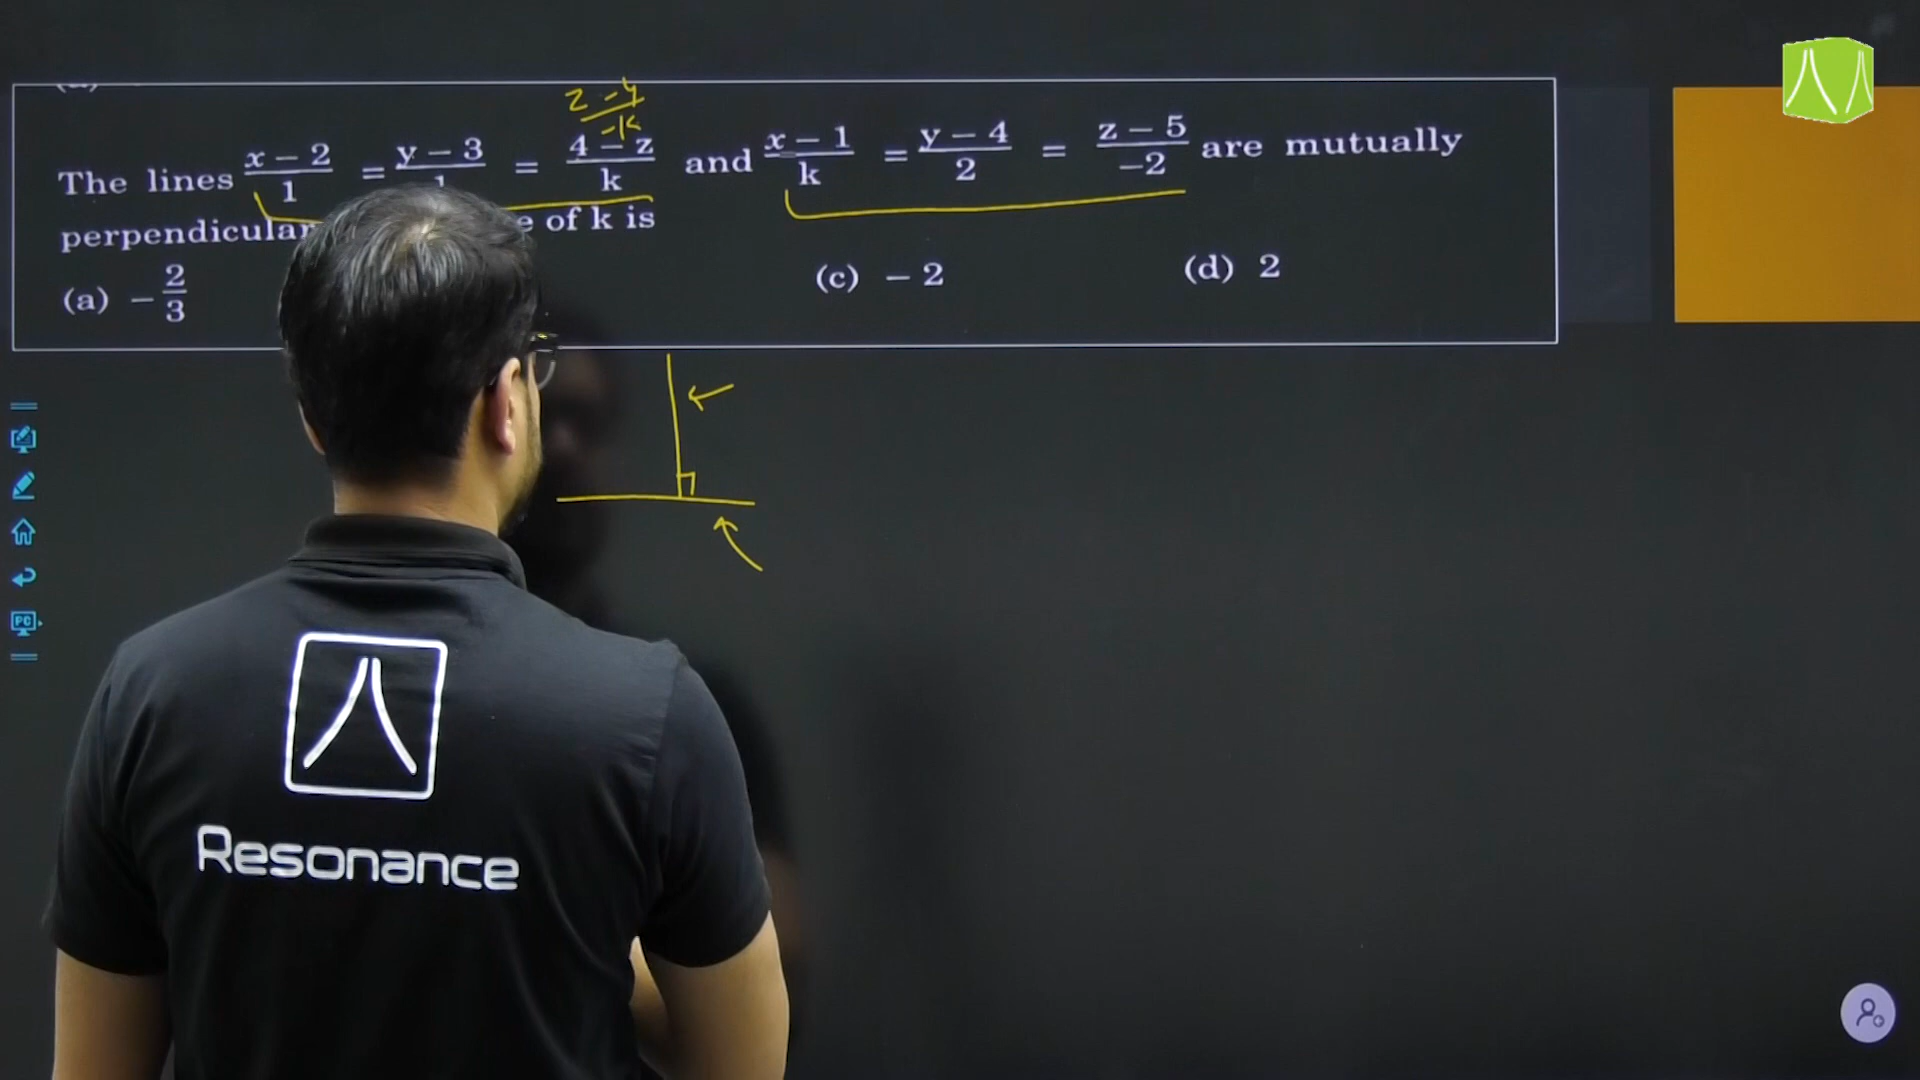 z - 4
-k
The lines x - 2 / 1 = y - 3 / 1 = 4 - z / k and x - 1 / k = y - 4 / 2 = z - 5 / -2 are mutually
perpendicular e of k is
(a) - 2/3 (c) - 2 (d) 2
PC
Resonance